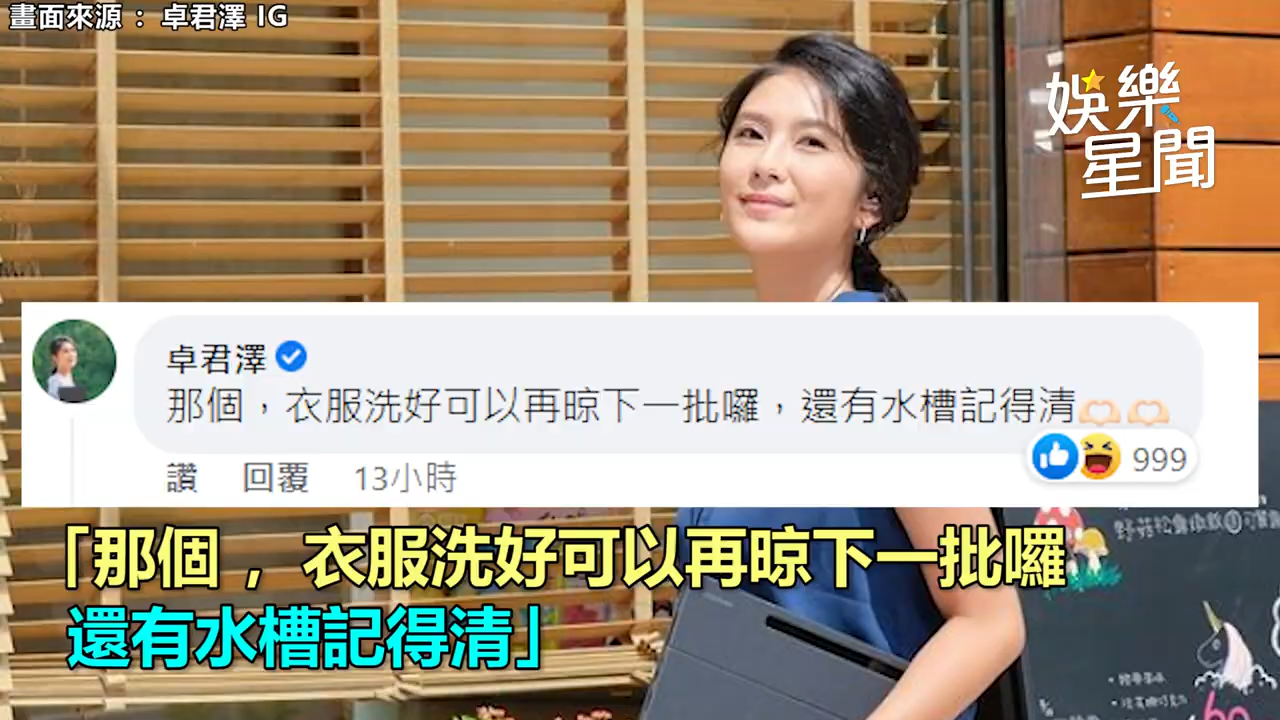 畫面來源：卓君澤 IG
娛樂
星聞
卓君澤
那個，衣服洗好可以再晾下一批囉，還有水槽記得清
讚 回覆 13小時
999
「那個，衣服洗好可以再晾下一批囉
還有水槽記得清」